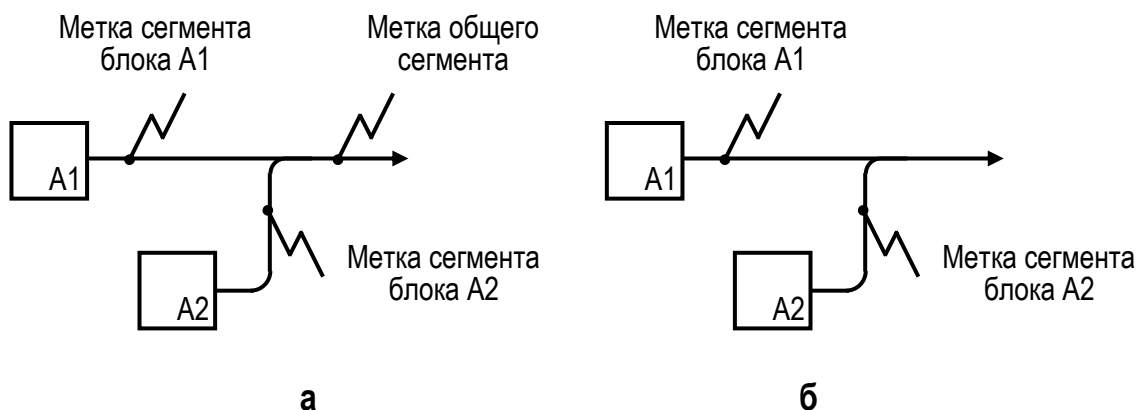 Метка сегмента
блока А1
Метка общего
сегмента
А1
Метка сегмента
блока А2
А2
а
Метка сегмента
блока А1
А1
Метка сегмента
блока А2
А2
б